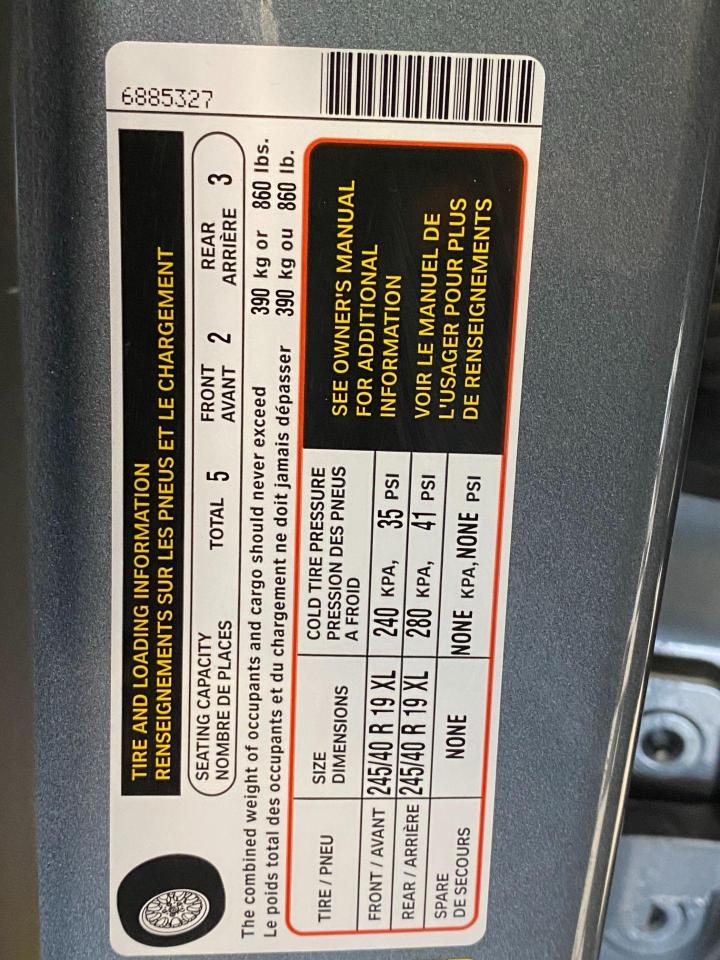 6885327
TIRE AND LOADING INFORMATION
RENSEIGNEMENTS SUR LES PNEUS ET LE CHARGEMENT
SEATING CAPACITY
NOMBRE DE PLACES
TOTAL 5
FRONT
AVANT 2
REAR
ARRIÈRE 3
The combined weight of occupants and cargo should never exceed 390 kg or 860 lbs.
Le poids total des occupants et du chargement ne doit jamais dépasser 390 kg ou 860 lb.
TIRE / PNEU
SIZE
DIMENSIONS
COLD TIRE PRESSURE
PRESSION DES PNEUS
A FROID
FRONT / AVANT 245/40 R 19 XL 240 KPA, 35 PSI
REAR / ARRIÈRE 245/40 R 19 XL 280 KPA, 41 PSI
SPARE
DE SECOURS
NONE
NONE KPA, NONE PSI
SEE OWNER'S MANUAL
FOR ADDITIONAL
INFORMATION
VOIR LE MANUEL DE
L'USAGER POUR PLUS
DE RENSEIGNEMENTS